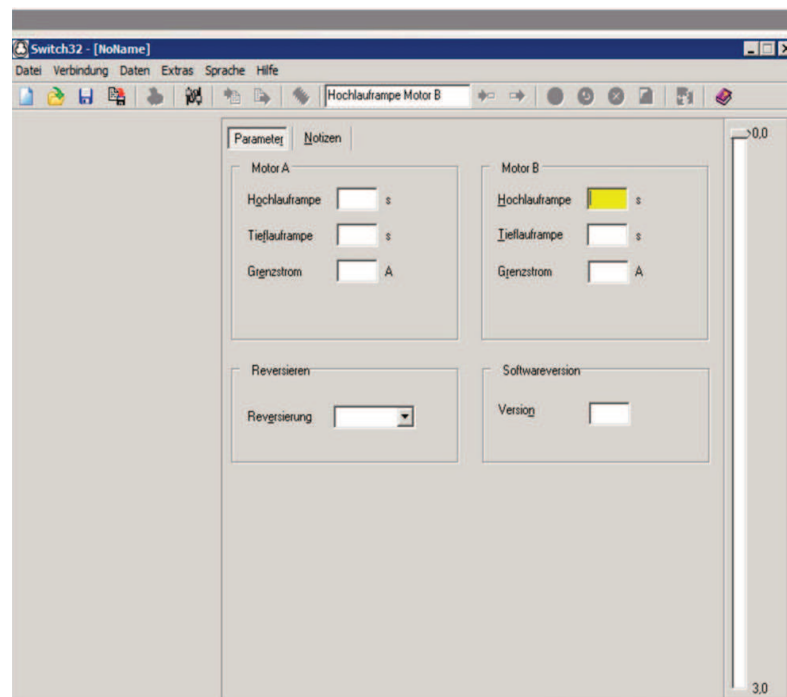 Switch32 - [NoName]
Datei Verbindung Daten Extras Sprache Hilfe
Hochlauframpe Motor B
0,0
Parameter Notizen
Motor A
Hochlauframpe s
Tieflauframpe s
Grenzstrom A
Motor B
Hochlauframpe s
Tieflauframpe s
Grenzstrom A
Reversieren
Reversierung
Softwareversion
Version
3,0